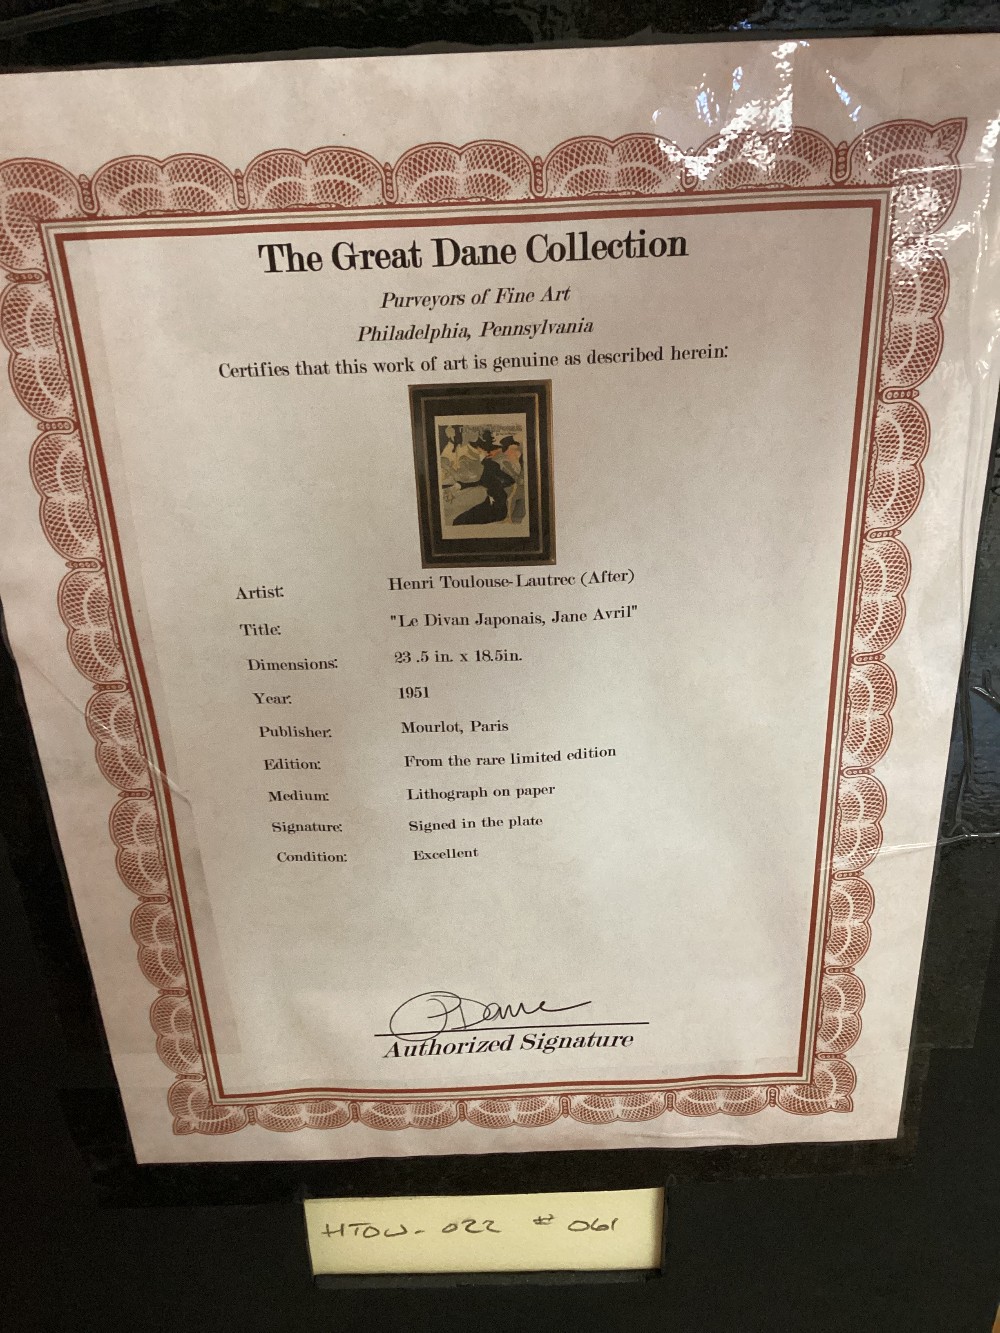 The Great Dane Collection
Purveyors of Fine Art
Philadelphia, Pennsylvania
Certifies that this work of art is genuine as described herein:
Artist: Henri Toulouse-Lautrec (After)
Title: "Le Divan Japonais, Jane Avril"
Dimensions: 23 .5 in. x 18.5in.
Year: 1951
Publisher: Mourlot, Paris
Edition: From the rare limited edition
Medium: Lithograph on paper
Signature: Signed in the plate
Condition: Excellent
Authorized Signature
HTOU-022 # 061